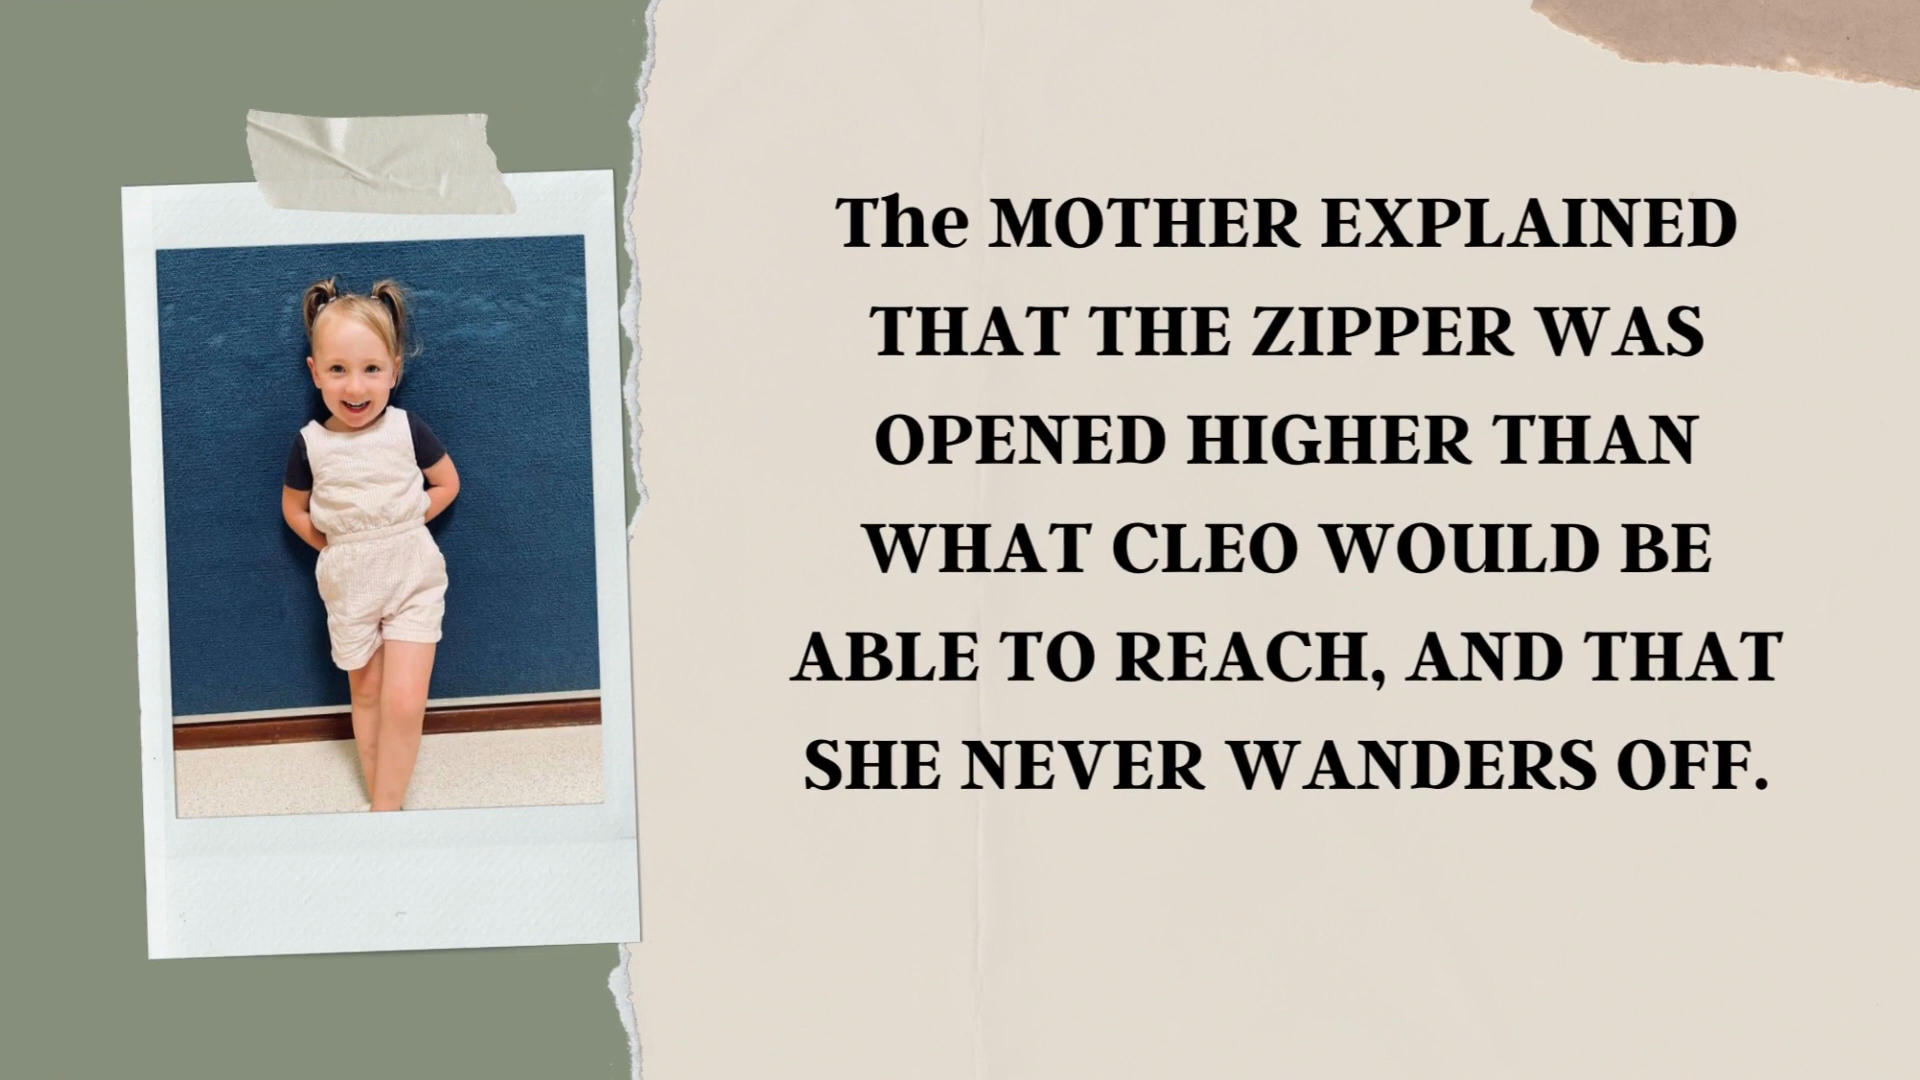 The MOTHER EXPLAINED
THAT THE ZIPPER WAS
OPENED HIGHER THAN
WHAT CLEO WOULD BE
ABLE TO REACH, AND THAT
SHE NEVER WANDERS OFF.